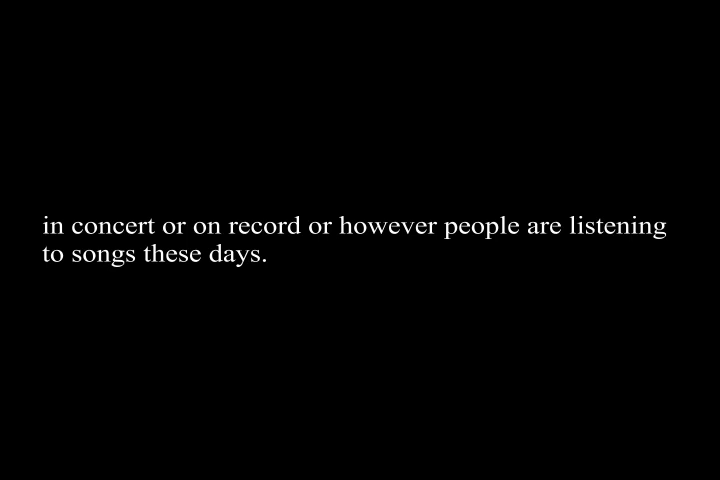 in concert or on record or however people are listening
to songs these days.